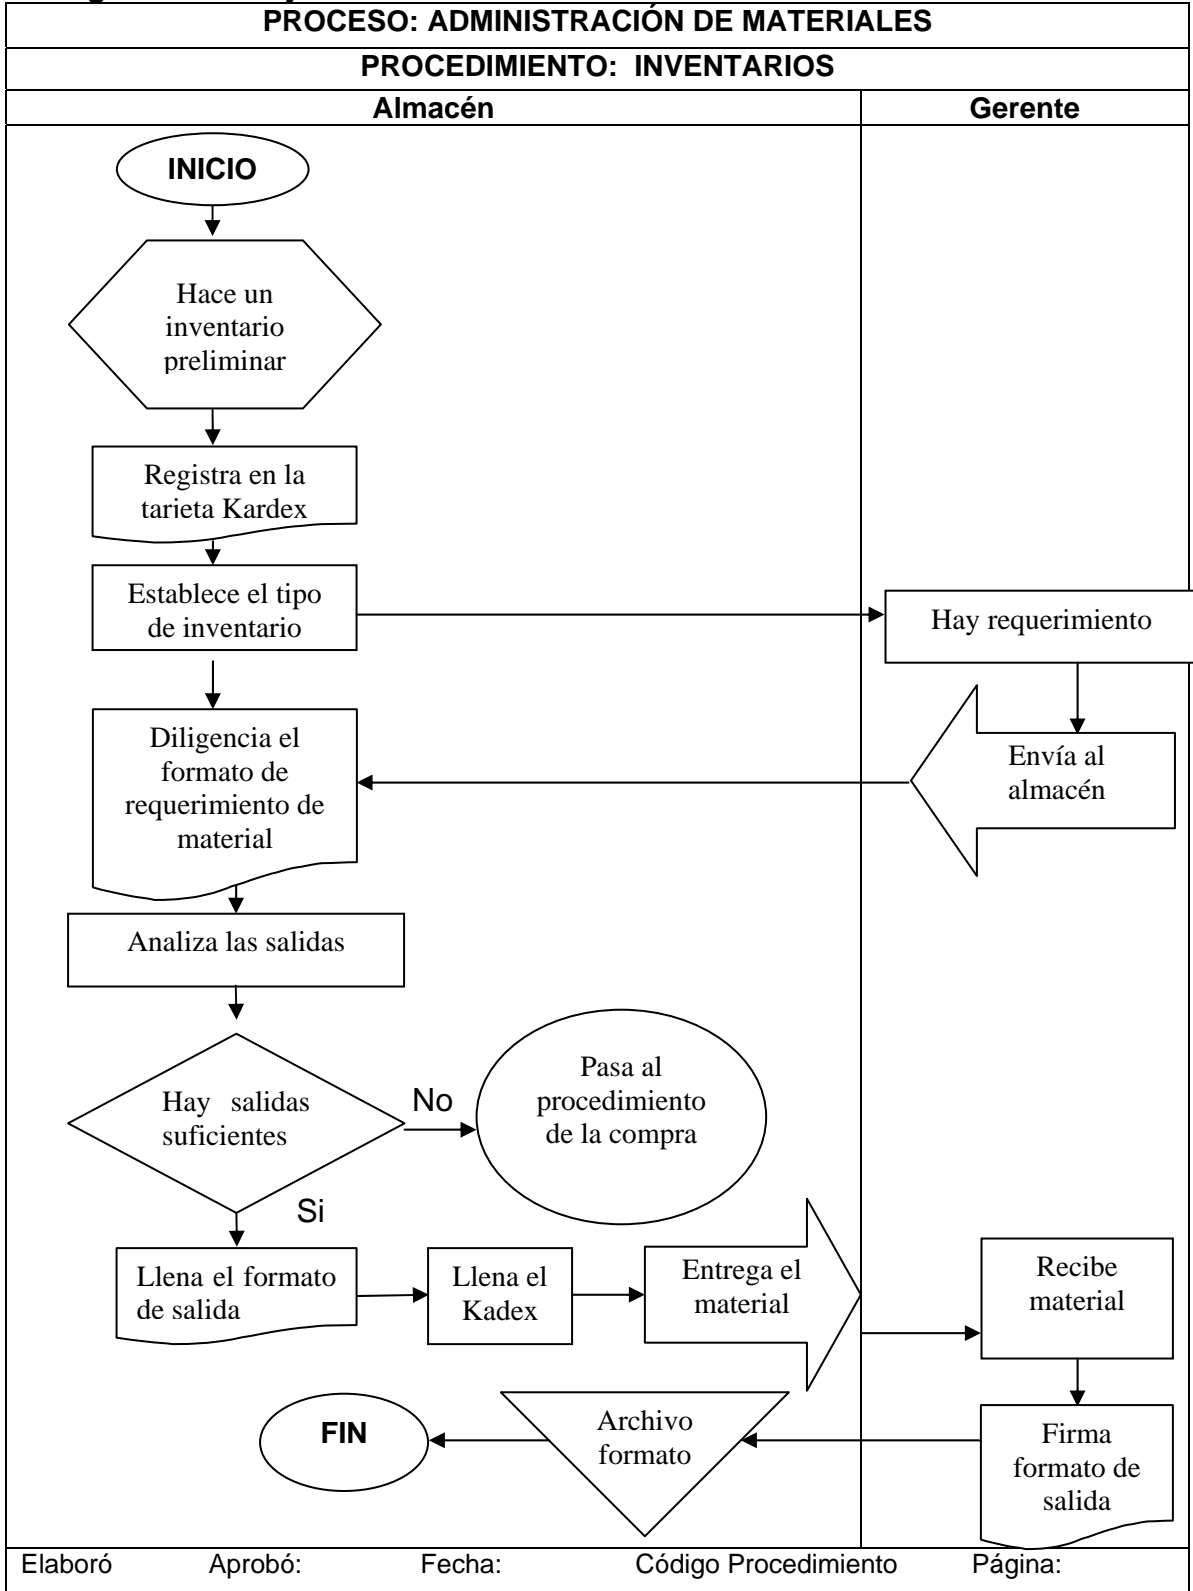 PROCESO: ADMINISTRACIÓN DE MATERIALES
PROCEDIMIENTO: INVENTARIOS
Almacén
Gerente
INICIO
Hace un
inventario
preliminar
Registra en la
tarjeta Kardex
Establece el tipo
de inventario
Hay requerimiento
Diligencia el
formato de
requerimiento de
material
Envía al
almacén
Analiza las salidas
Hay salidas
suficientes
No
Pasa al
procedimiento
de la compra
Si
Llena el formato
de salida
Llena el
Kadex
Entrega el
material
Recibe
material
FIN
Archivo
formato
Firma
formato de
salida
Elaboró Aprobó: Fecha: Código Procedimiento Página: